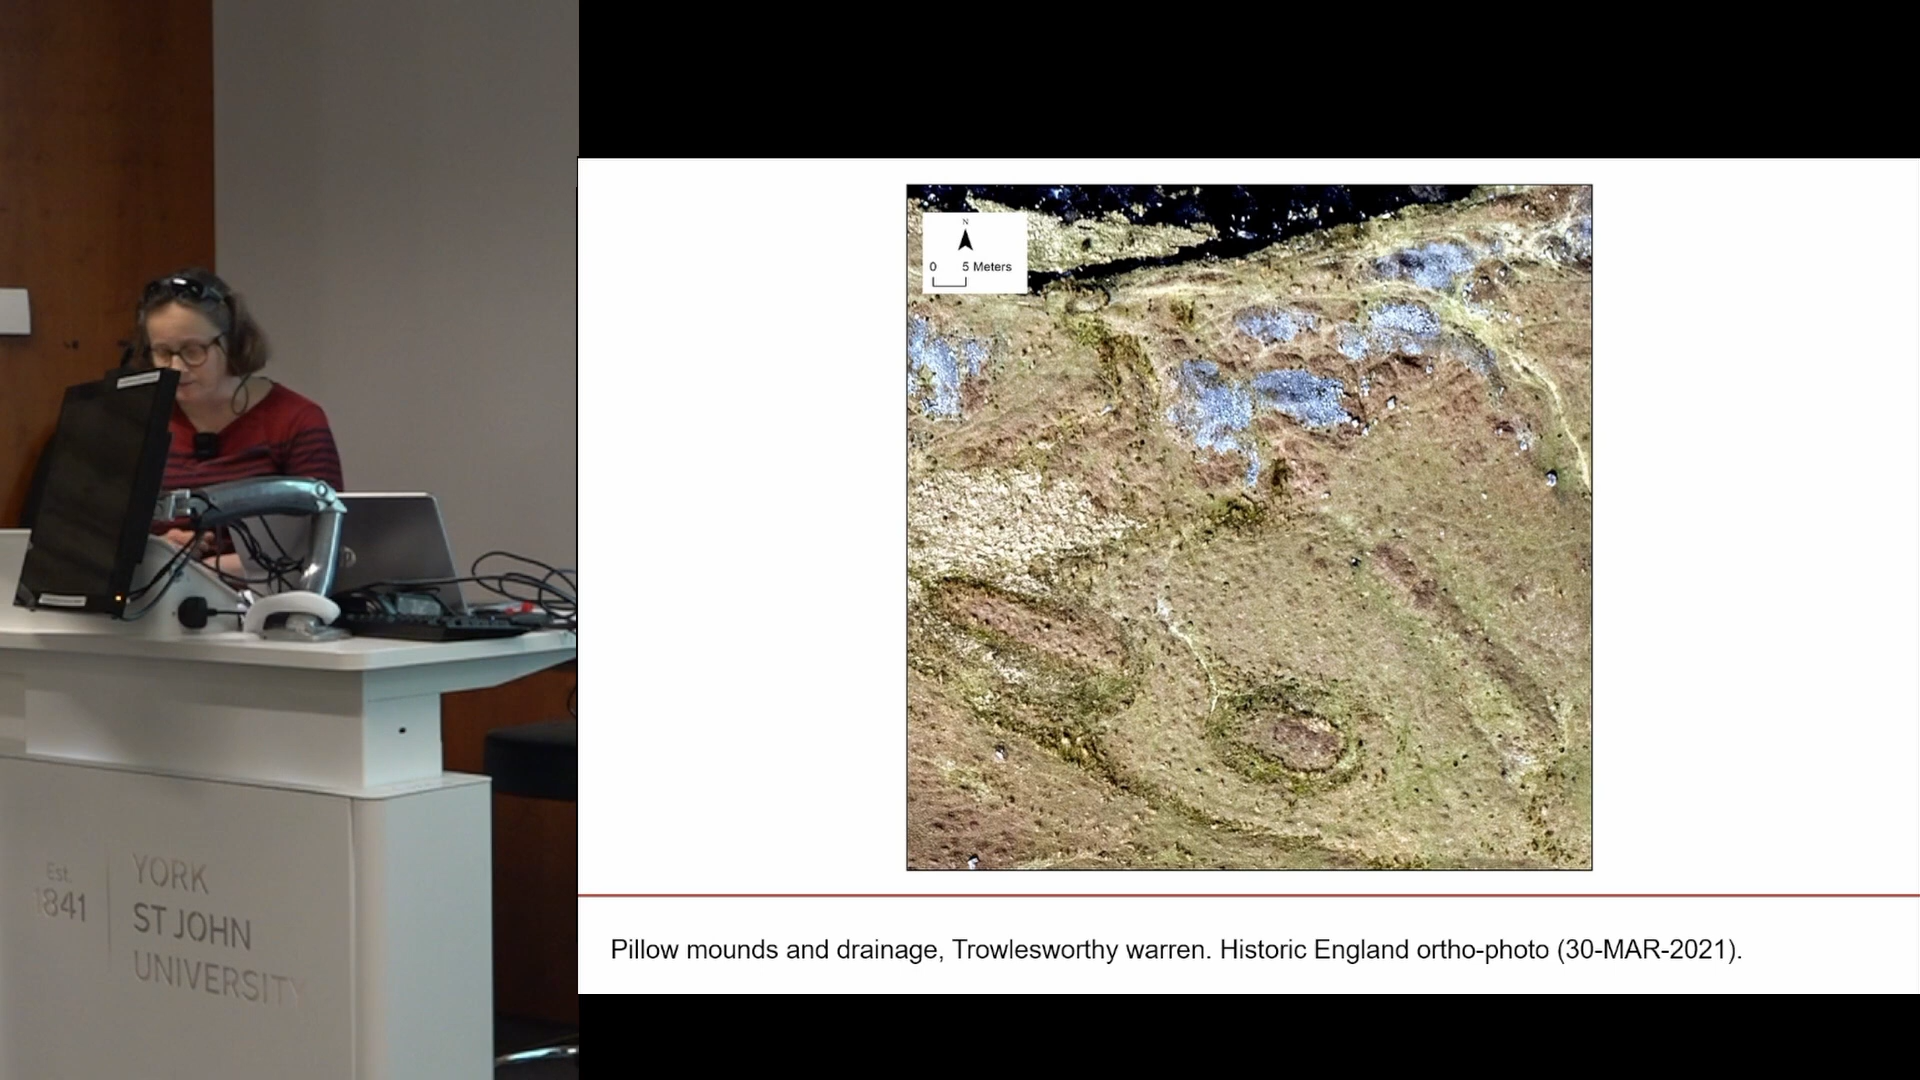 Est.
1841
YORK
ST JOHN
UNIVERSITY
N
0 5 Meters
Pillow mounds and drainage, Trowlesworthy warren. Historic England ortho-photo (30-MAR-2021).